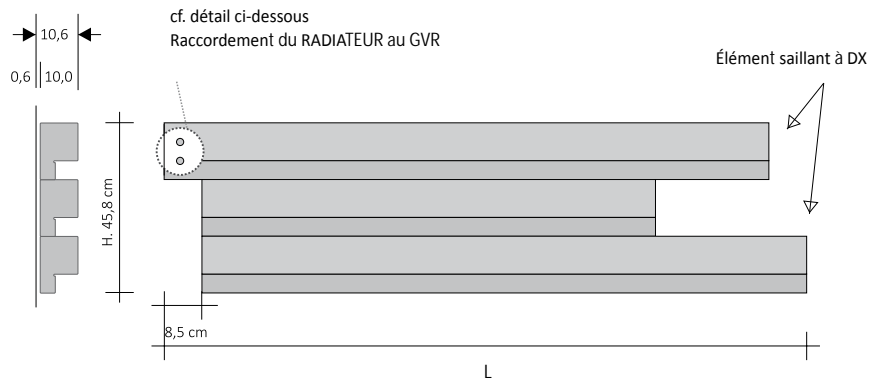 cf. détail ci-dessous
Raccordement du RADIATEUR au GVR
10,6
0,6
10,0
Élément saillant à DX
H. 45,8 cm
8,5 cm
L